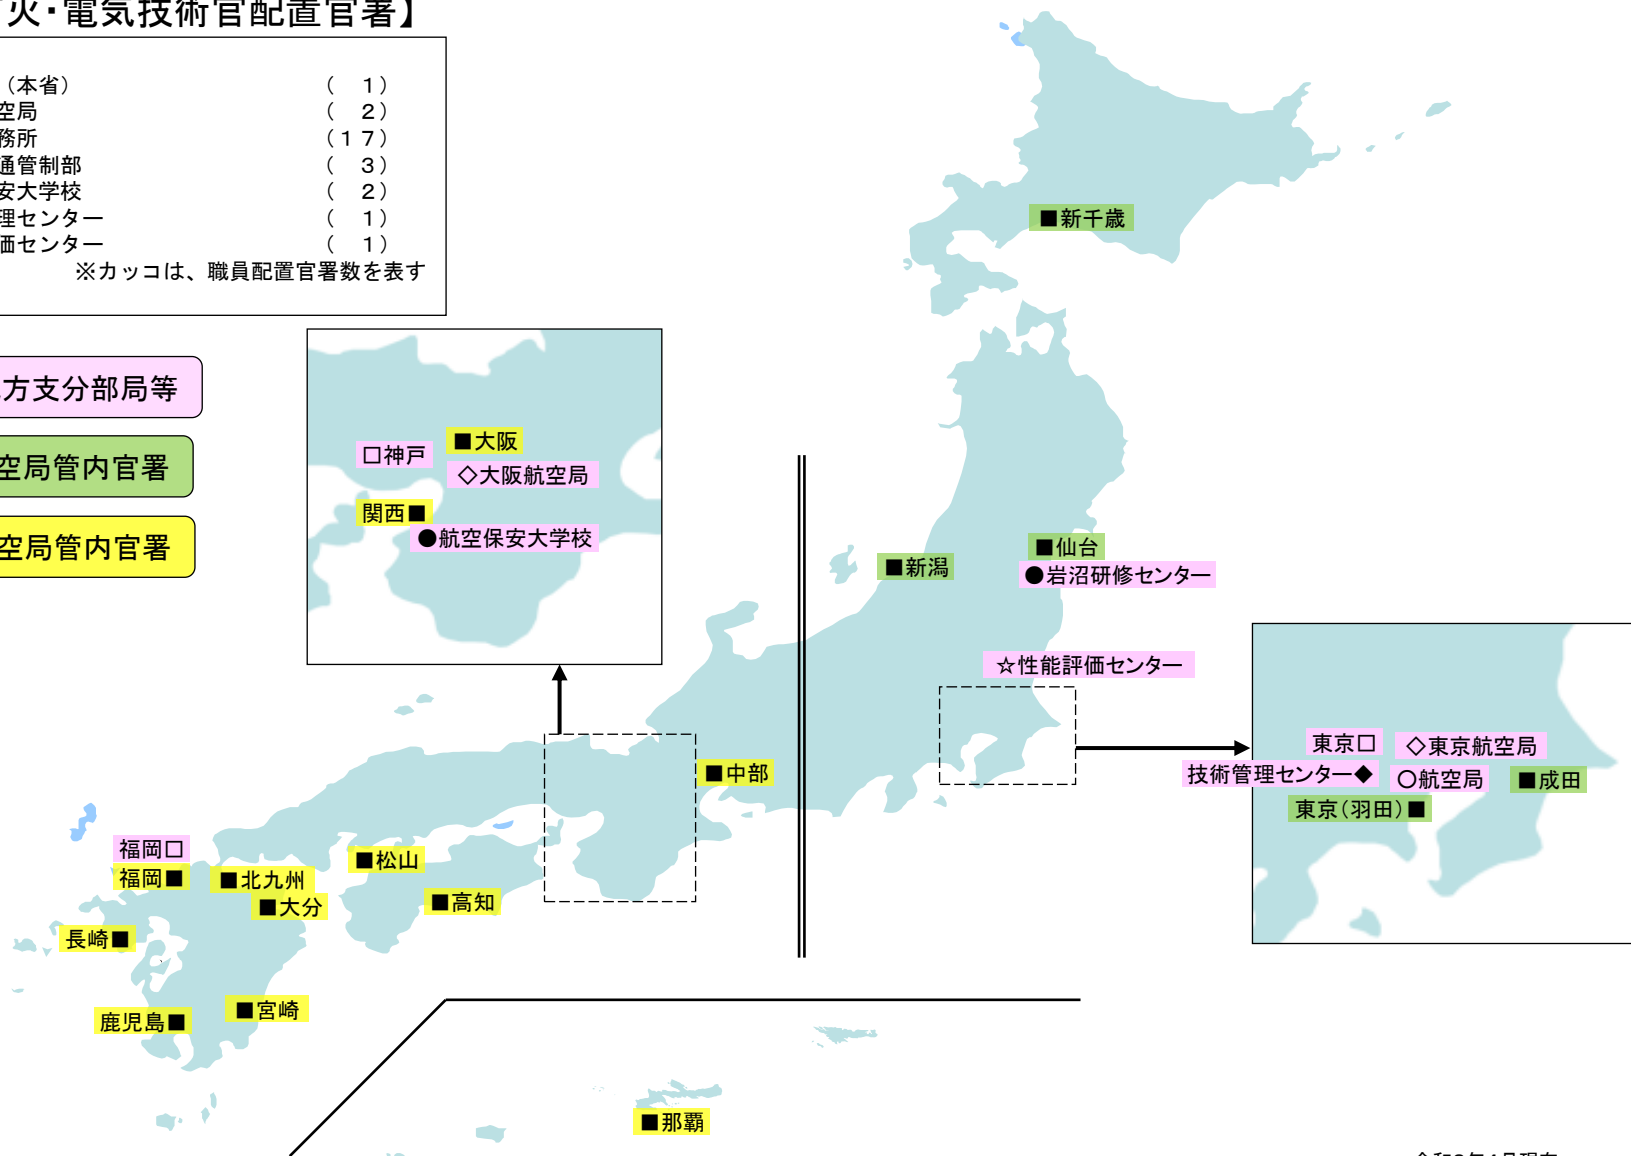 火・電気技術官配置官署】
（本省）　（　１）
空局　（　２）
務所　（１７）
通管制部　（　３）
安大学校　（　２）
理センター　（　１）
価センター　（　１）
※カッコは、職員配置官署数を表す
方支分部局等
空局管内官署
空局管内官署
■新千歳
□神戸
■大阪
◇大阪航空局
関西■
●航空保安大学校
■新潟
■仙台
●岩沼研修センター
☆性能評価センター
東京□
◇東京航空局
技術管理センター◆
○航空局
■成田
東京（羽田）■
■中部
福岡□
福岡■
■北九州
■大分
■松山
■高知
長崎■
鹿児島■
■宮崎
■那覇